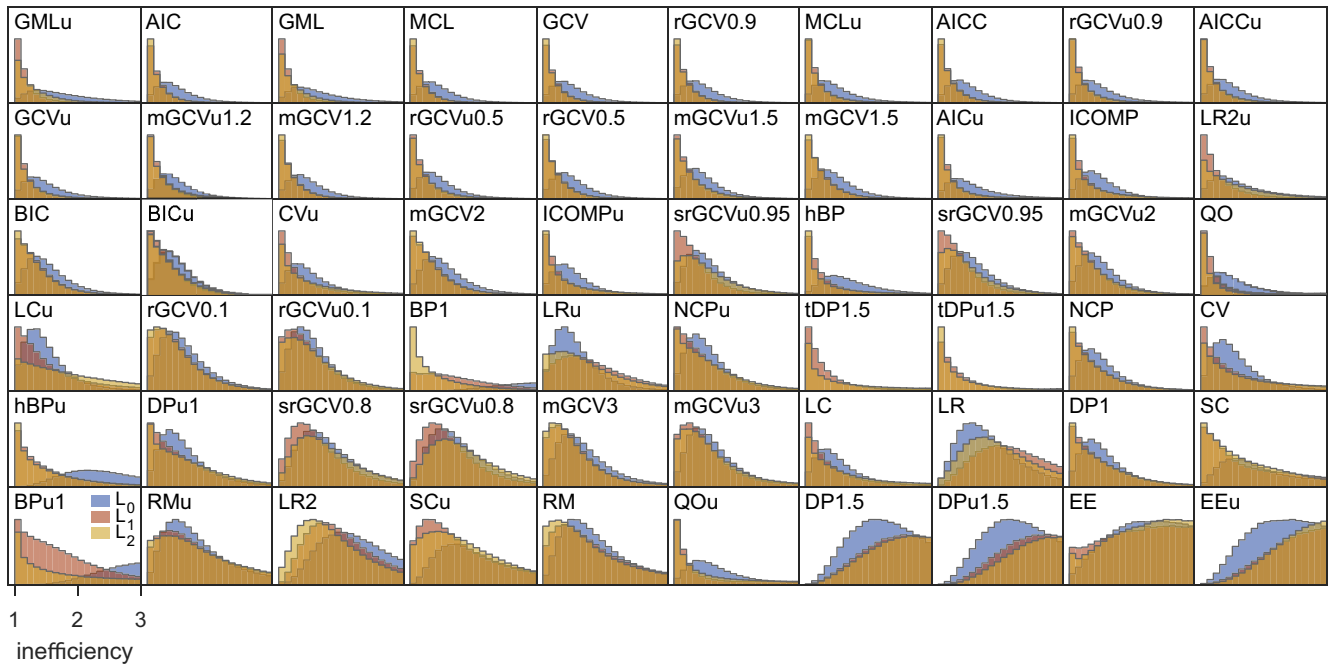 GMLu AIC GML MCL GCV rGCV0.9 MCLu AICC rGCVu0.9 AICCu
GCVu mGCVu1.2 mGCV1.2 rGCVu0.5 rGCV0.5 mGCVu1.5 mGCV1.5 AICu ICOMP LR2u
BIC BICu CVu mGCV2 ICOMPu srGCVu0.95 hBP srGCV0.95 mGCVu2 QO
LCu rGCV0.1 rGCVu0.1 BP1 LRu NCPu tDP1.5 tDPu1.5 NCP CV
hBPu DPu1 srGCV0.8 srGCVu0.8 mGCV3 mGCVu3 LC LR DP1 SC
BPu1 RMu LR2 SCu RM QOu DP1.5 DPu1.5 EE EEu
L0
L1
L2
1 2 3
inefficiency